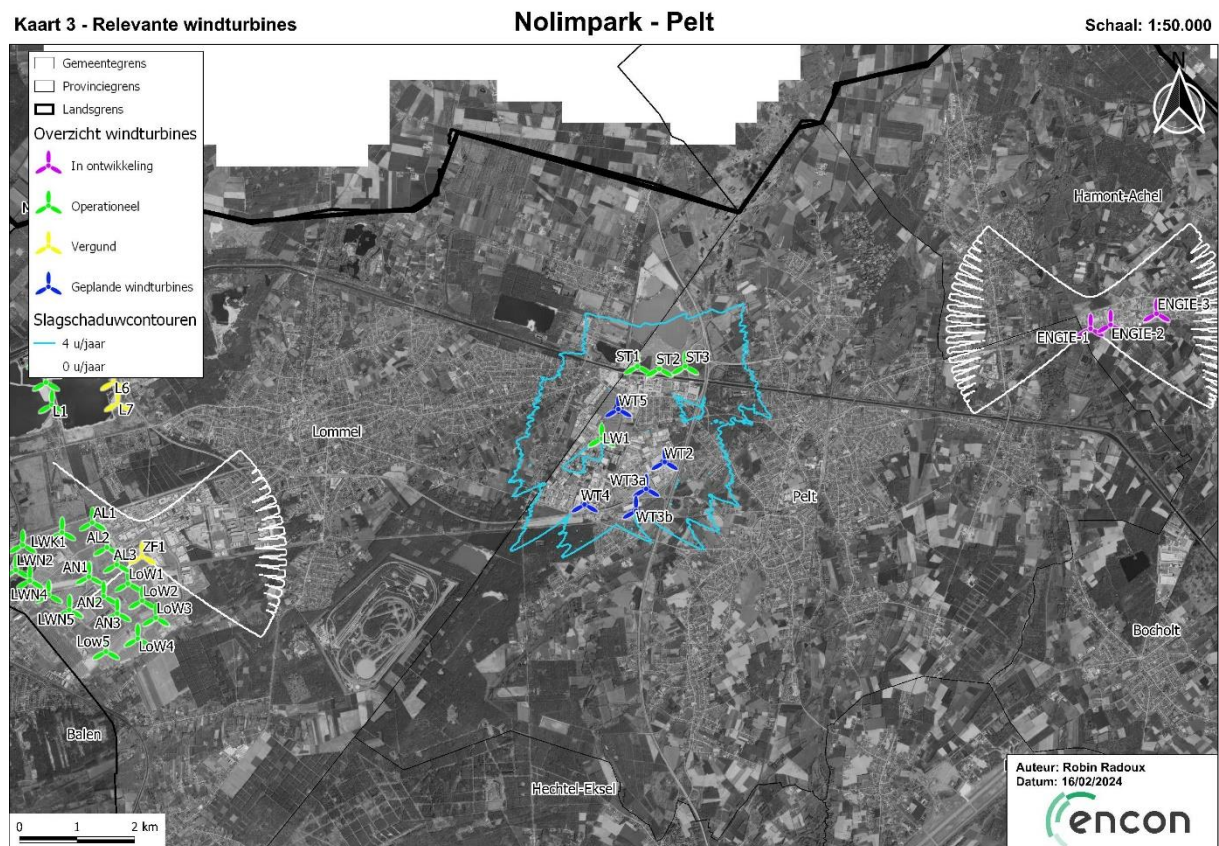 Kaart 3 - Relevante windturbines
Nolimpark - Pelt
Schaal: 1:50.000
Gemeentegrens
Provinciegrens
Landsgrens
Overzicht windturbines
In ontwikkeling
Operationeel
Vergund
Geplande windturbines
Slagschaduwcontouren
4 u/jaar
0 u/jaar
Hamont-Achel
ENGIE-3
ENGIE-1
ENGIE-2
ST1
ST2
ST3
L6
L1
L7
WT5
Lommel
LW1
WT2
WT3a
Pelt
WT4
WT3b
AL1
LWK1
AL2
ZF1
LWN2
AL3
AN1
LoW1
LWN4
AN2
LoW2
LWN5
AN3
LoW3
Low5
LoW4
Bocholt
Balen
Hechtel-Eksel
Auteur: Robin Radoux
Datum: 16/02/2024
encon
0 1 2 km